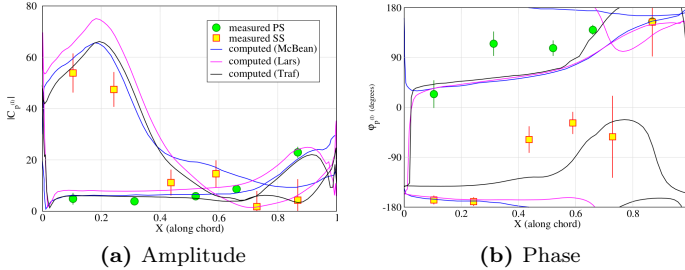 80
60
40
20
0
|C_p^(1)|
measured PS
measured SS
computed (McBean)
computed (Lars)
computed (Traf)
0 0.2 0.4 0.6 0.8 1
X (along chord)
(a) Amplitude
180
90
0
-90
-180
φ_p^(1) (degrees)
0 0.2 0.4 0.6 0.8
X (along chord)
(b) Phase